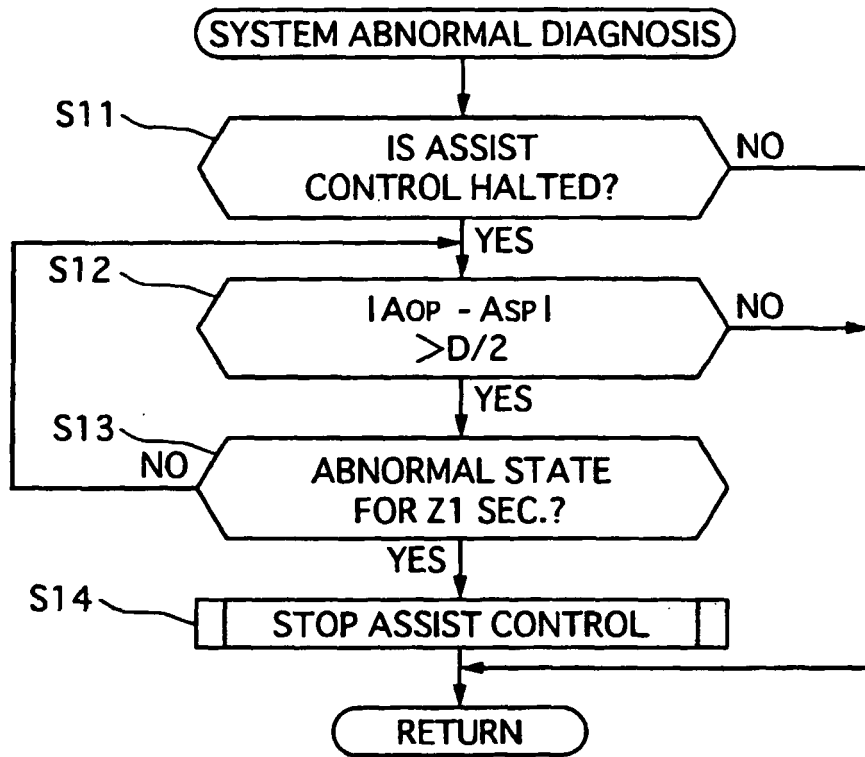 SYSTEM ABNORMAL DIAGNOSIS
S11
IS ASSIST
CONTROL HALTED?
NO
YES
S12
|AOP - ASP|
>D/2
NO
YES
S13
NO
ABNORMAL STATE
FOR Z1 SEC.?
YES
S14
STOP ASSIST CONTROL
RETURN